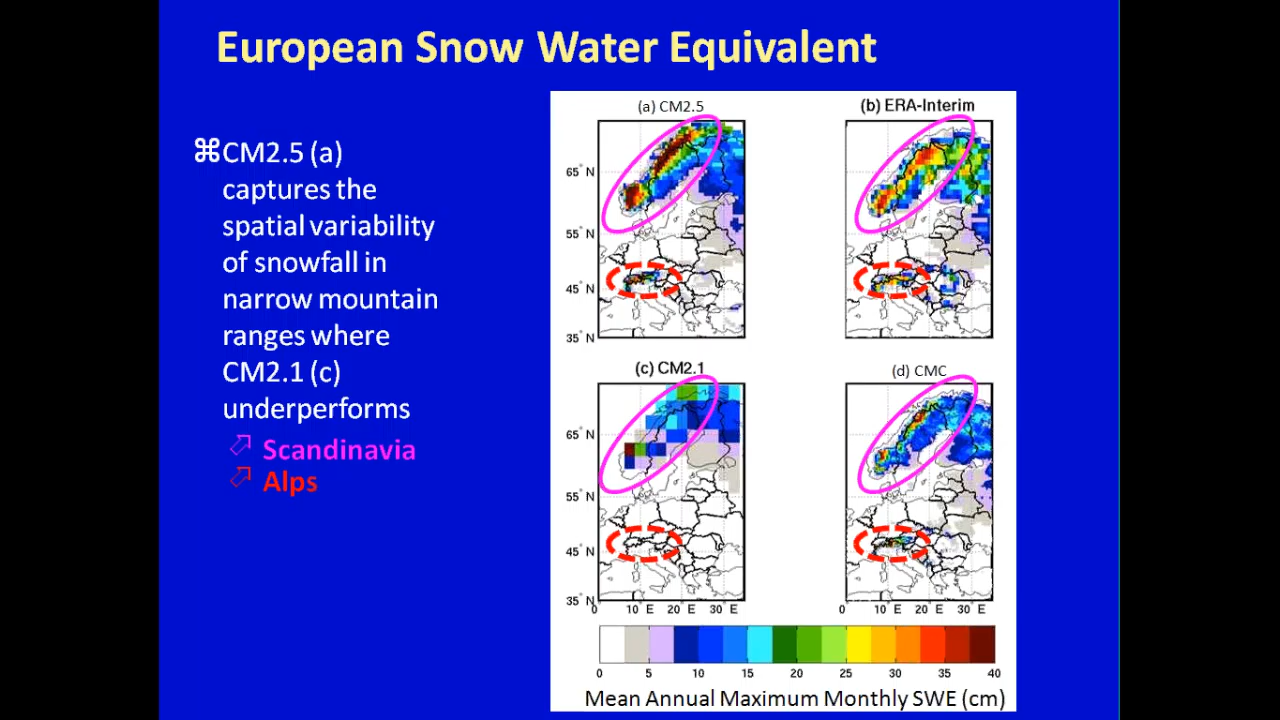 European Snow Water Equivalent
⌘CM2.5 (a)
captures the
spatial variability
of snowfall in
narrow mountain
ranges where
CM2.1 (c)
underperforms
Scandinavia
Alps
(a) CM2.5
(b) ERA-Interim
65° N
55° N
45° N
35° N
(c) CM2.1
(d) CMC
65° N
55° N
45° N
35° N
0 10 E 20 E 30 E
0 10 E 20 E 30 E
0 5 10 15 20 25 30 35 40
Mean Annual Maximum Monthly SWE (cm)